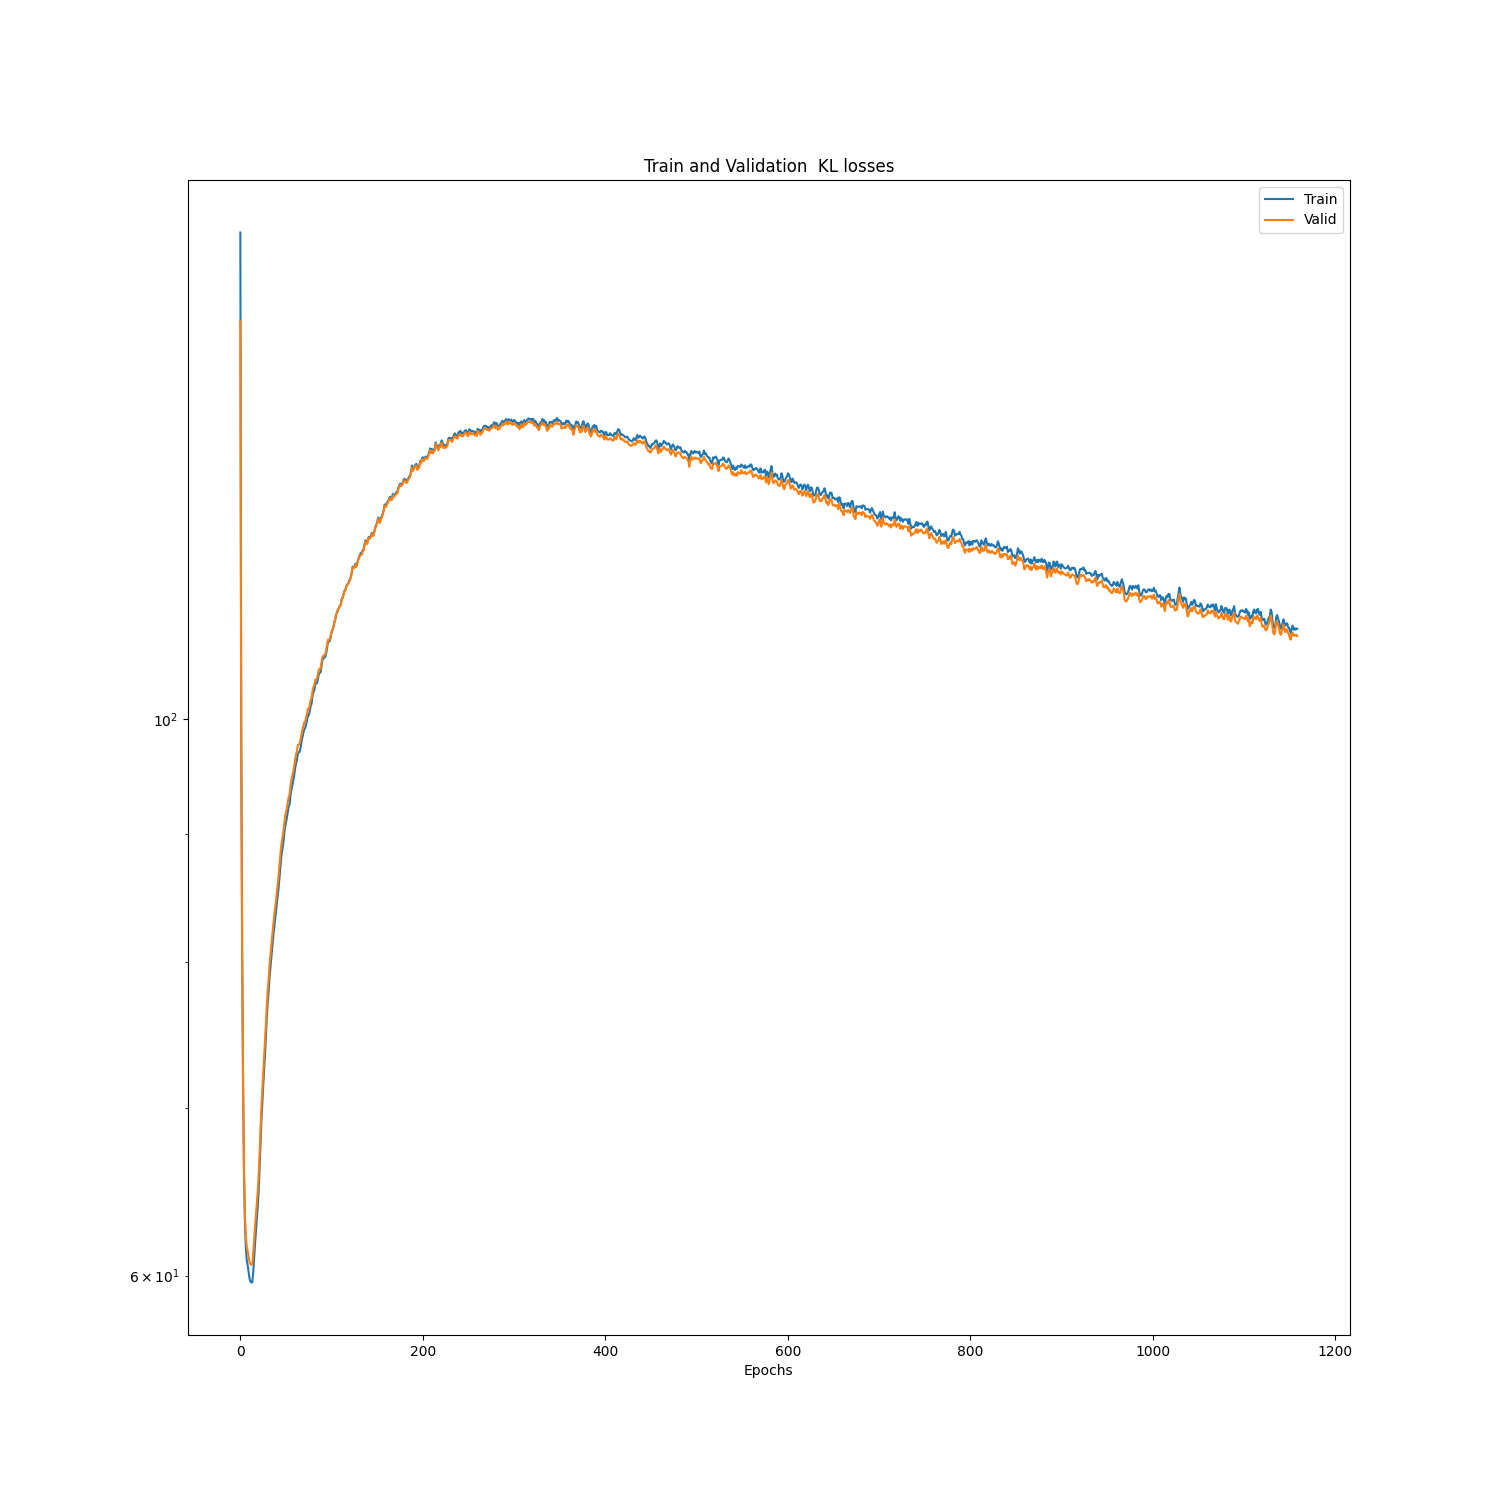 Train and Validation  KL losses
Train
Valid
10²
6 × 10¹
0 200 400 600 800 1000 1200
Epochs